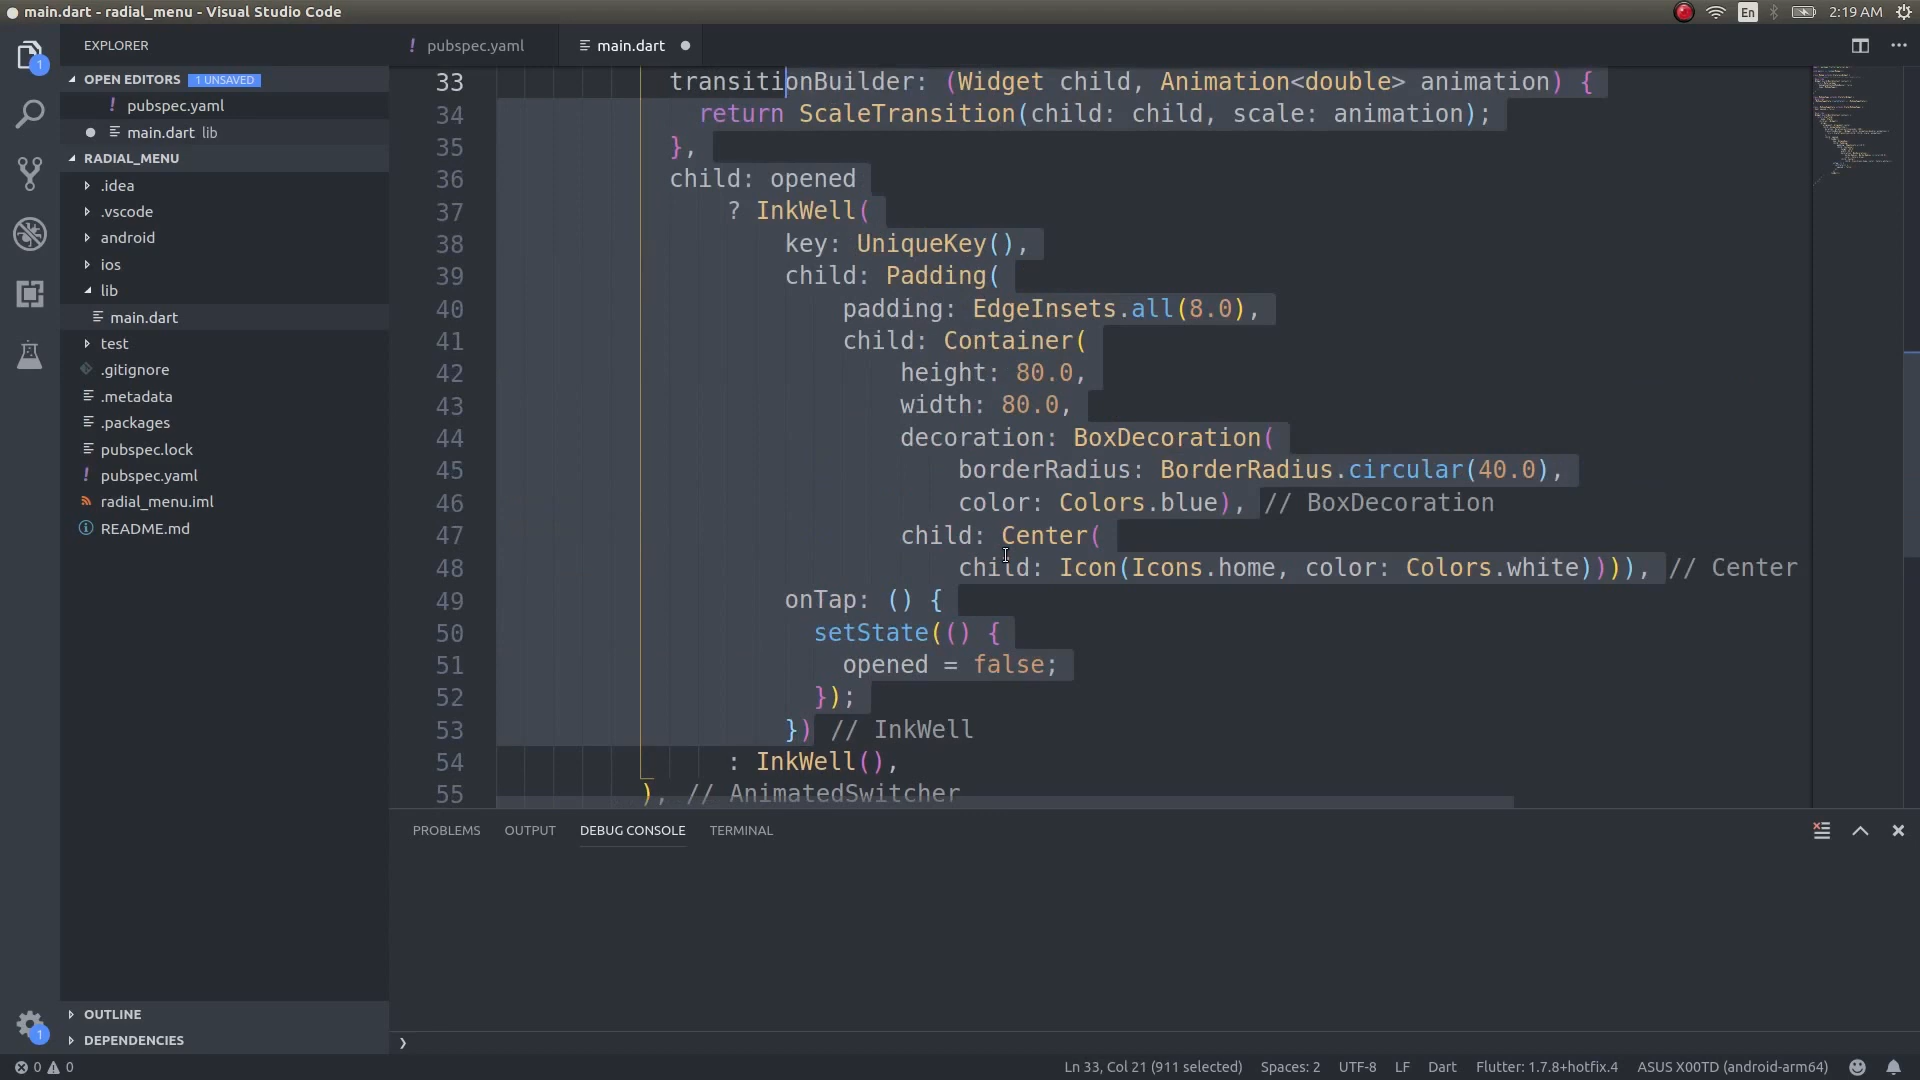 main.dart - radial_menu - Visual Studio Code
En
2:19 AM
1
EXPLORER
OPEN EDITORS 1 UNSAVED
! pubspec.yaml
main.dart lib
RADIAL_MENU
.idea
.vscode
android
ios
lib
main.dart
test
.gitignore
.metadata
.packages
pubspec.lock
! pubspec.yaml
radial_menu.iml
README.md
OUTLINE
DEPENDENCIES
1
! pubspec.yaml
main.dart
33 transitionBuilder: (Widget child, Animation<double> animation) {
34 return ScaleTransition(child: child, scale: animation);
35 },
36 child: opened
37 ? InkWell(
38 key: UniqueKey(),
39 child: Padding(
40 padding: EdgeInsets.all(8.0),
41 child: Container(
42 height: 80.0,
43 width: 80.0,
44 decoration: BoxDecoration(
45 borderRadius: BorderRadius.circular(40.0),
46 color: Colors.blue), // BoxDecoration
47 child: Center(
48 child: Icon(Icons.home, color: Colors.white)))), // Center
49 onTap: () {
50 setState(() {
51 opened = false;
52 });
53 }) // InkWell
54 : InkWell(),
55 ), // AnimatedSwitcher
PROBLEMS OUTPUT DEBUG CONSOLE TERMINAL
0 0
Ln 33, Col 21 (911 selected) Spaces: 2 UTF-8 LF Dart Flutter: 1.7.8+hotfix.4 ASUS X00TD (android-arm64)